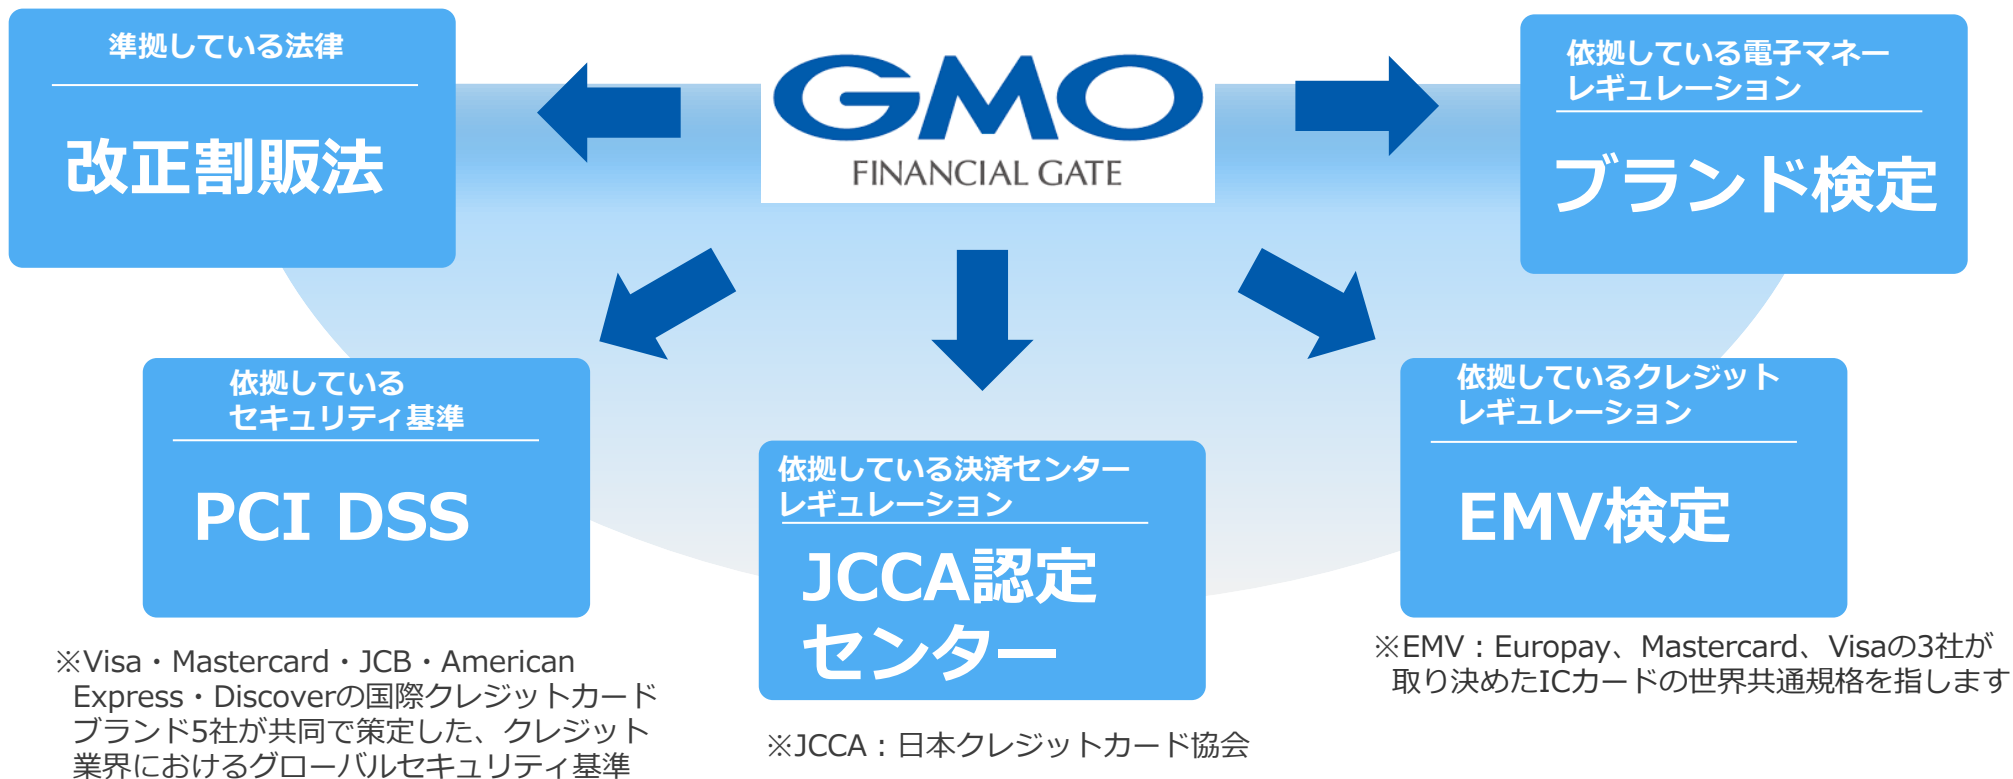 準拠している法律
改正割販法
GMO
FINANCIAL GATE
依拠している電子マネー
レギュレーション
ブランド検定
依拠している
セキュリティ基準
PCI DSS
※Visa・Mastercard・JCB・American
Express・Discoverの国際クレジットカード
ブランド5社が共同で策定した、クレジット
業界におけるグローバルセキュリティ基準
依拠している決済センター
レギュレーション
JCCA認定
センター
※JCCA：日本クレジットカード協会
依拠しているクレジット
レギュレーション
EMV検定
※EMV：Europay、Mastercard、Visaの3社が
取り決めたICカードの世界共通規格を指します